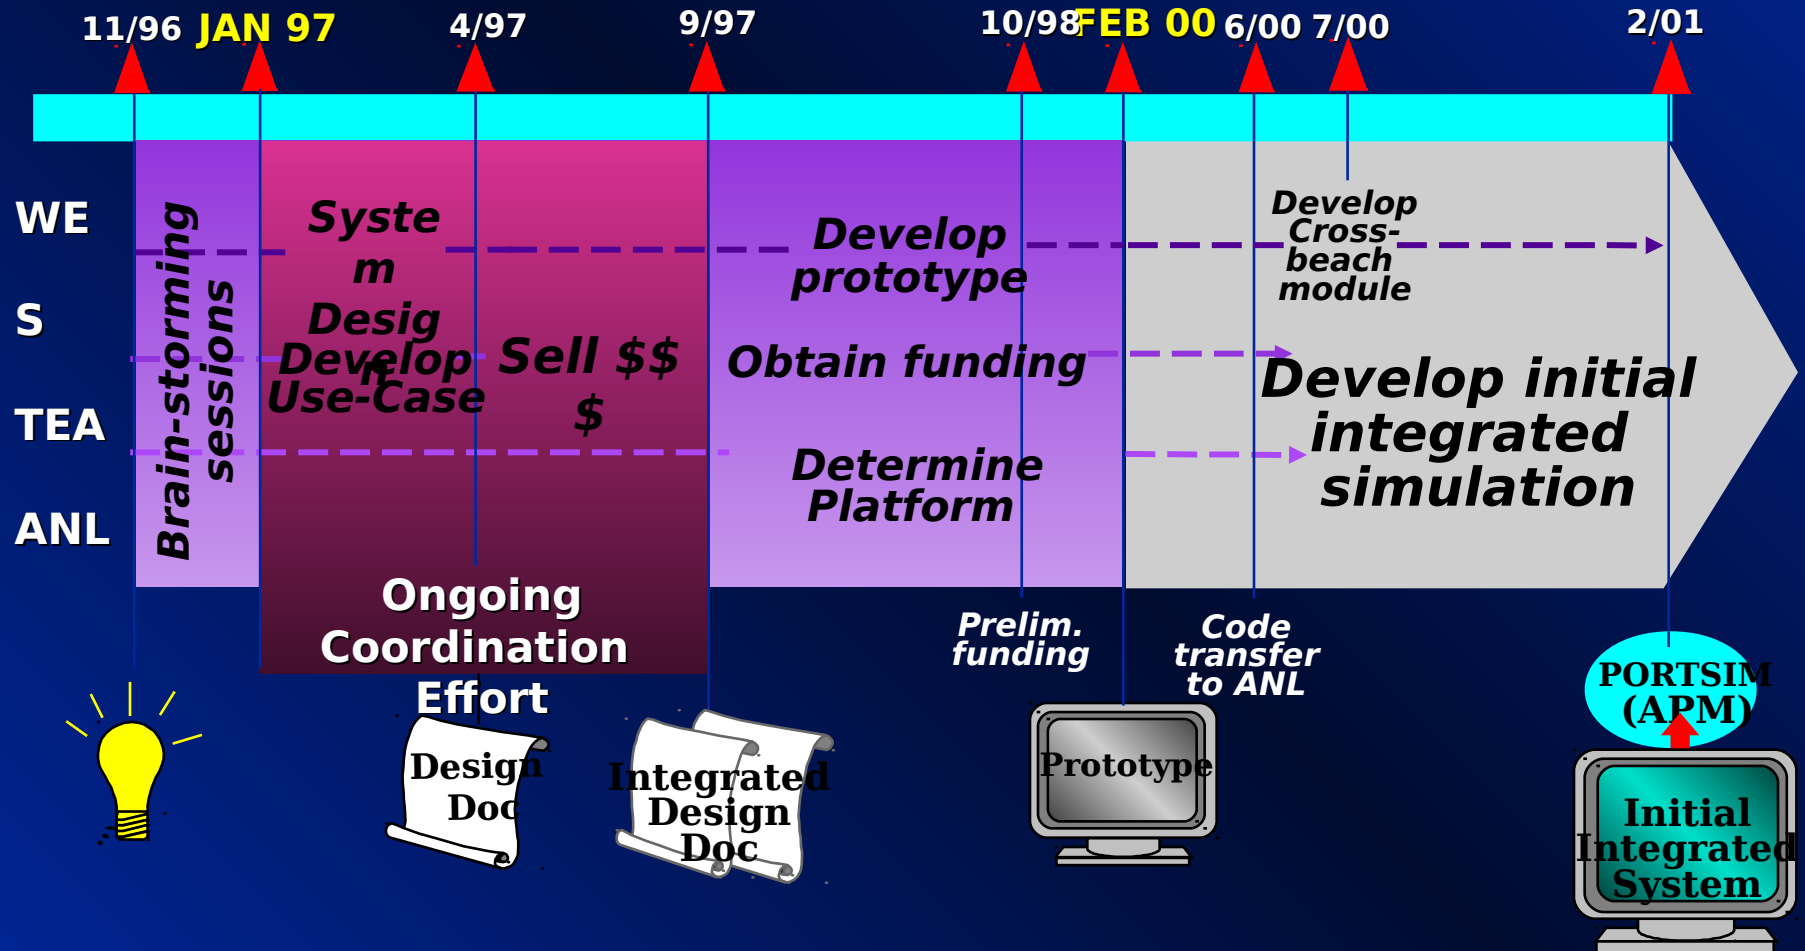 11/96
JAN 97
4/97
9/97
10/98
FEB 00
6/00
7/00
2/01
WE
S
TEA
ANL
Brain-storming
sessions
Syste
m
Desig
n
Develop
Use-Case
Sell $$
$
Develop
prototype
Obtain funding
Determine
Platform
Develop
Cross-
beach
module
Develop initial
integrated
simulation
Ongoing
Coordination
Effort
Prelim.
funding
Code
transfer
to ANL
Design
Doc
Integrated
Design
Doc
Prototype
PORTSIM
(APM)
Initial
Integrated
System